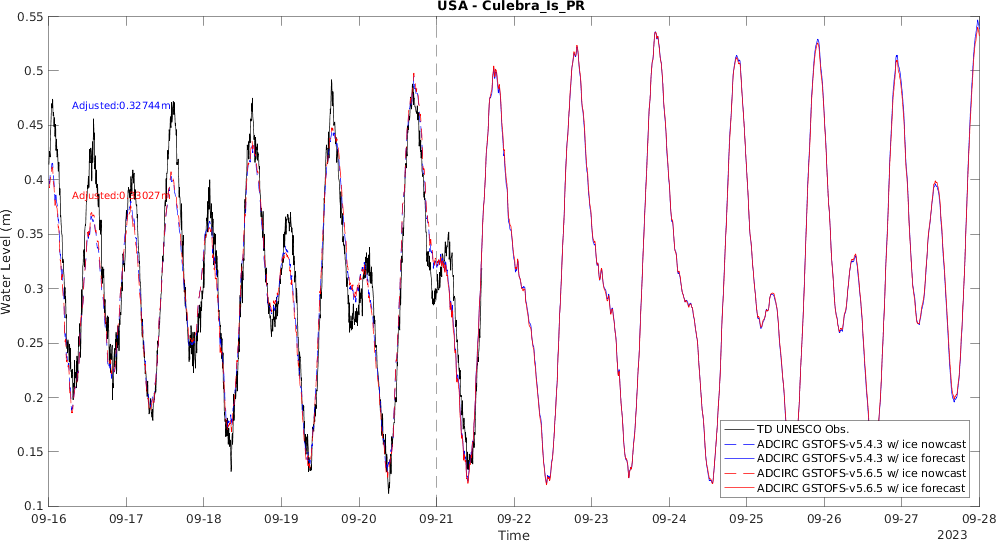 USA - Culebra_Is_PR
0.55
0.5
0.45
0.4
0.35
0.3
0.25
0.2
0.15
0.1
Water Level (m)
Adjusted:0.32744m
Adjusted:0.33027m
TD UNESCO Obs.
ADCIRC GSTOFS-v5.4.3 w/ ice nowcast
ADCIRC GSTOFS-v5.4.3 w/ ice forecast
ADCIRC GSTOFS-v5.6.5 w/ ice nowcast
ADCIRC GSTOFS-v5.6.5 w/ ice forecast
09-16 09-17 09-18 09-19 09-20 09-21 09-22 09-23 09-24 09-25 09-26 09-27 09-28
Time
2023